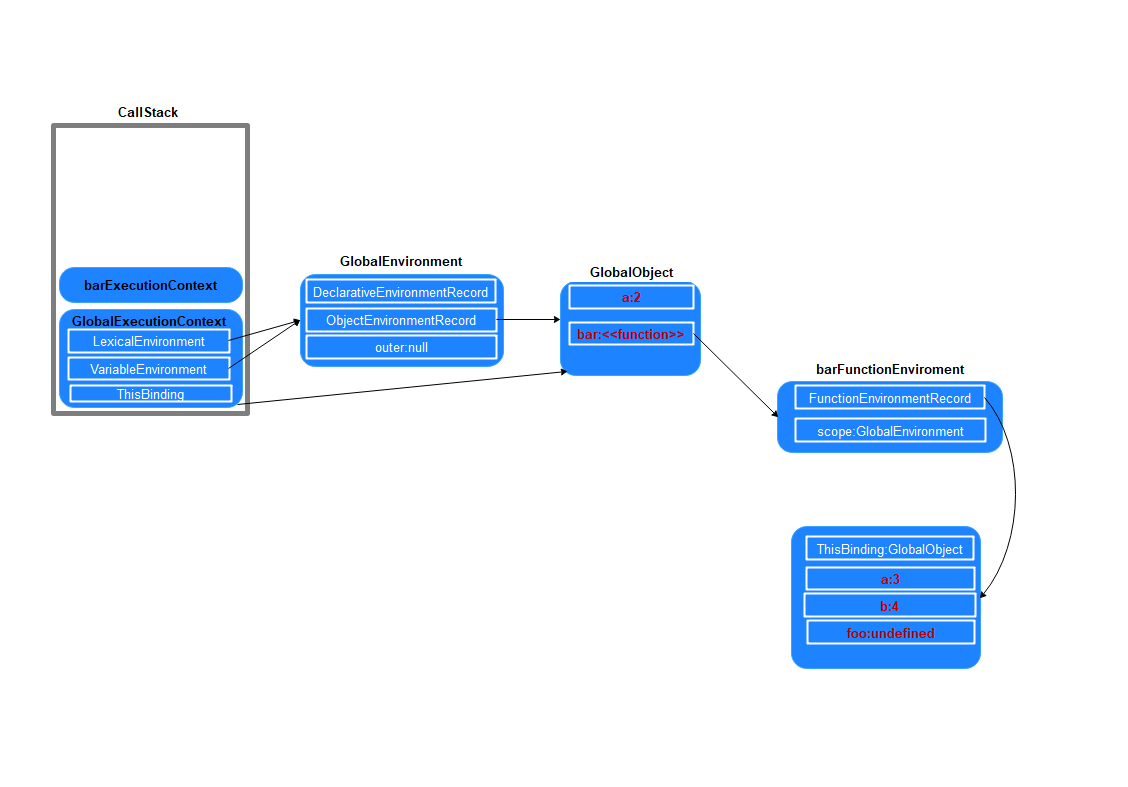 CallStack
barExecutionContext
GlobalExecutionContext
LexicalEnvironment
VariableEnvironment
ThisBinding
GlobalEnvironment
DeclarativeEnvironmentRecord
ObjectEnvironmentRecord
outer:null
GlobalObject
a:2
bar:<<function>>
barFunctionEnviroment
FunctionEnvironmentRecord
scope:GlobalEnvironment
ThisBinding:GlobalObject
a:3
b:4
foo:undefined